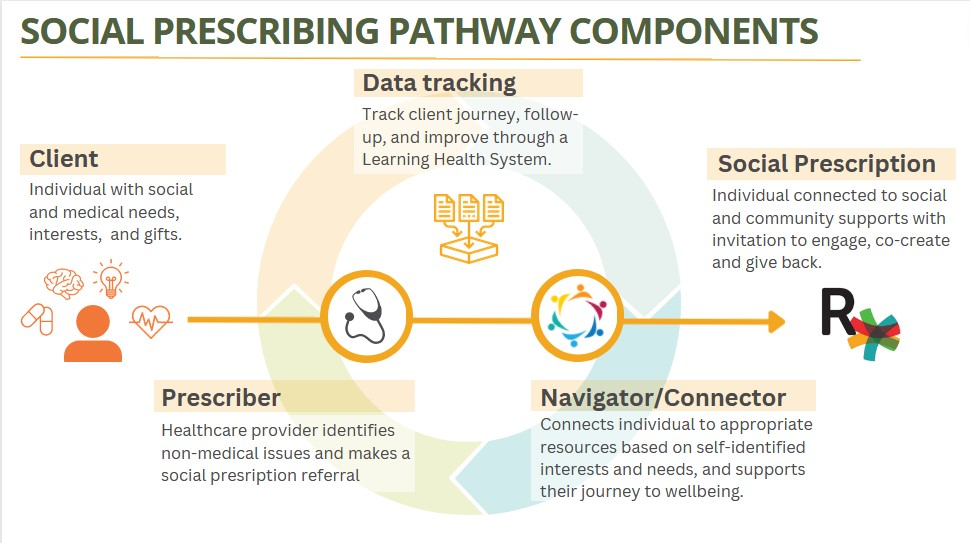 SOCIAL PRESCRIBING PATHWAY COMPONENTS
Data tracking
Track client journey, follow-
up, and improve through a
Learning Health System.
Client
Individual with social
and medical needs,
interests, and gifts.
Social Prescription
Individual connected to social
and community supports with
invitation to engage, co-create
and give back.
R
Prescriber
Healthcare provider identifies
non-medical issues and makes a
social presription referral
Navigator/Connector
Connects individual to appropriate
resources based on self-identified
interests and needs, and supports
their journey to wellbeing.